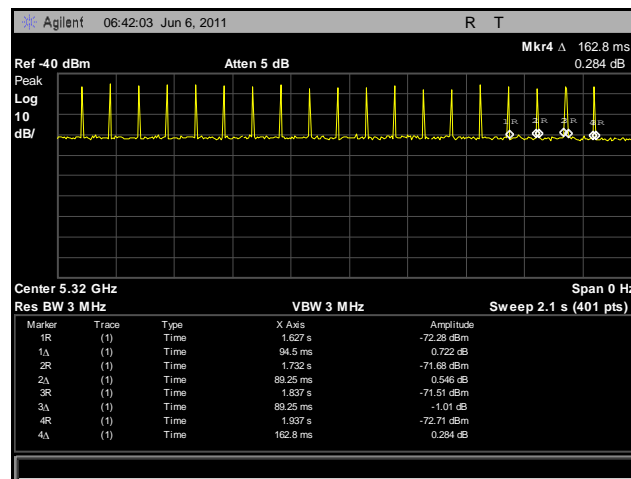 Agilent 06:42:03 Jun 6, 2011 R T
Mkr4 Δ 162.8 ms
Ref -40 dBm Atten 5 dB 0.284 dB
Peak
Log
10
dB/
1R 2R 2R 4R
Center 5.32 GHz Span 0 Hz
Res BW 3 MHz VBW 3 MHz Sweep 2.1 s (401 pts)
Marker Trace Type X Axis Amplitude
1R (1) Time 1.627 s -72.28 dBm
1Δ (1) Time 94.5 ms 0.722 dB
2R (1) Time 1.732 s -71.68 dBm
2Δ (1) Time 89.25 ms 0.546 dB
3R (1) Time 1.837 s -71.51 dBm
3Δ (1) Time 89.25 ms -1.01 dB
4R (1) Time 1.937 s -72.71 dBm
4Δ (1) Time 162.8 ms 0.284 dB